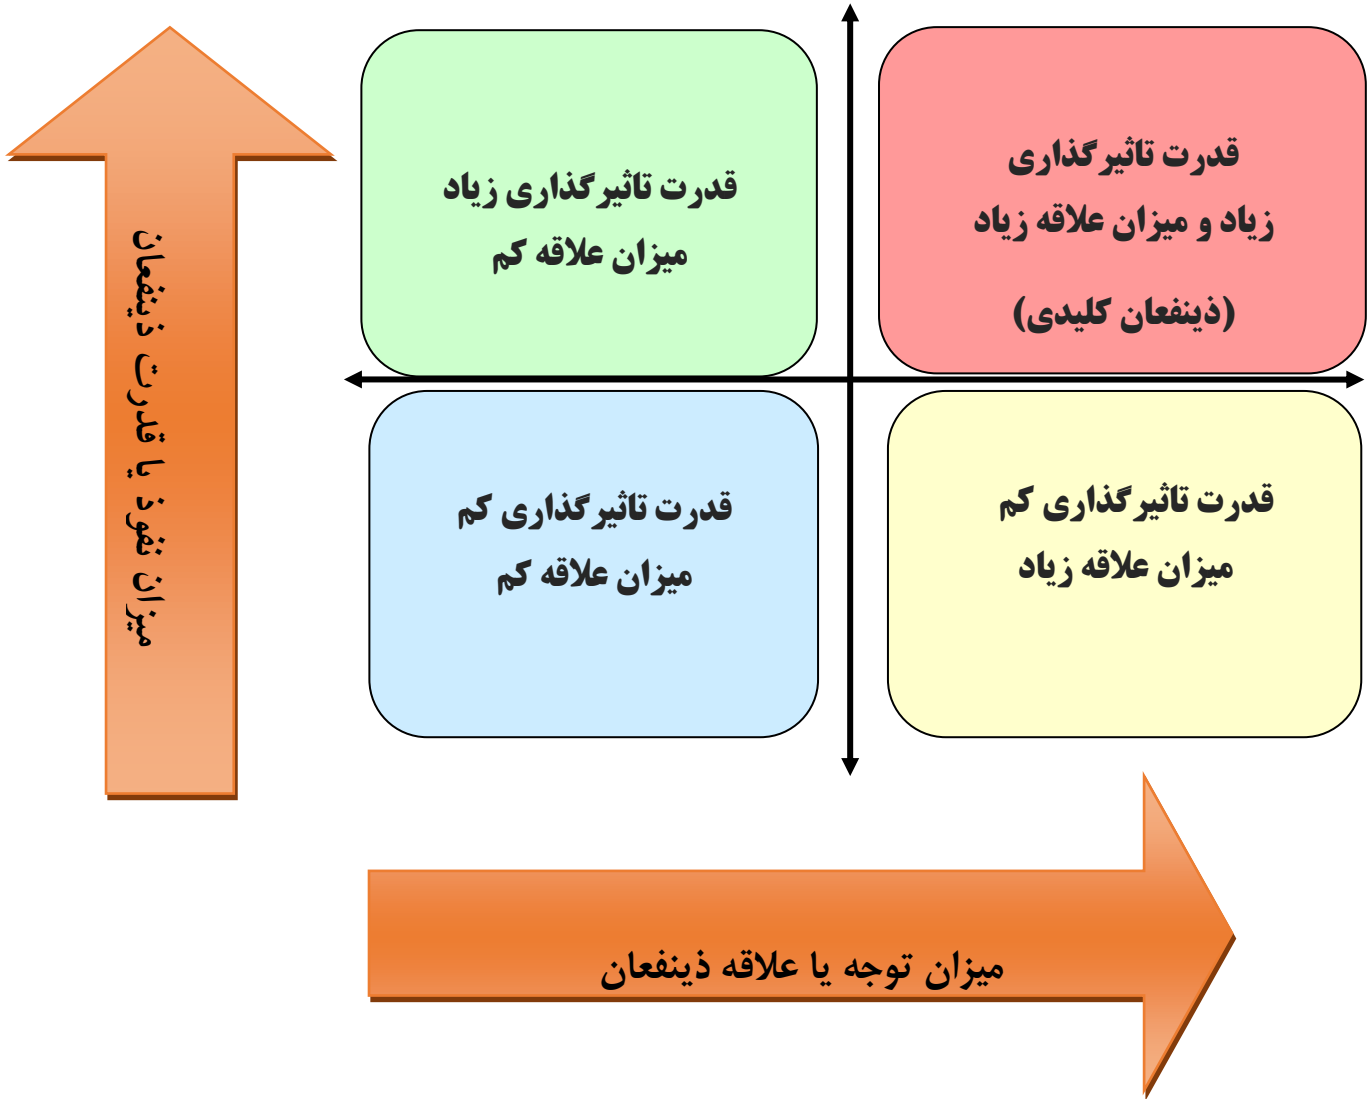 قدرت تاثیرگذاری
زیاد و میزان علاقه زیاد
(ذینفعان کلیدی)
قدرت تاثیرگذاری زیاد
میزان علاقه کم
قدرت تاثیرگذاری کم
میزان علاقه زیاد
قدرت تاثیرگذاری کم
میزان علاقه کم
میزان نفوذ یا قدرت ذینفعان
میزان توجه یا علاقه ذینفعان